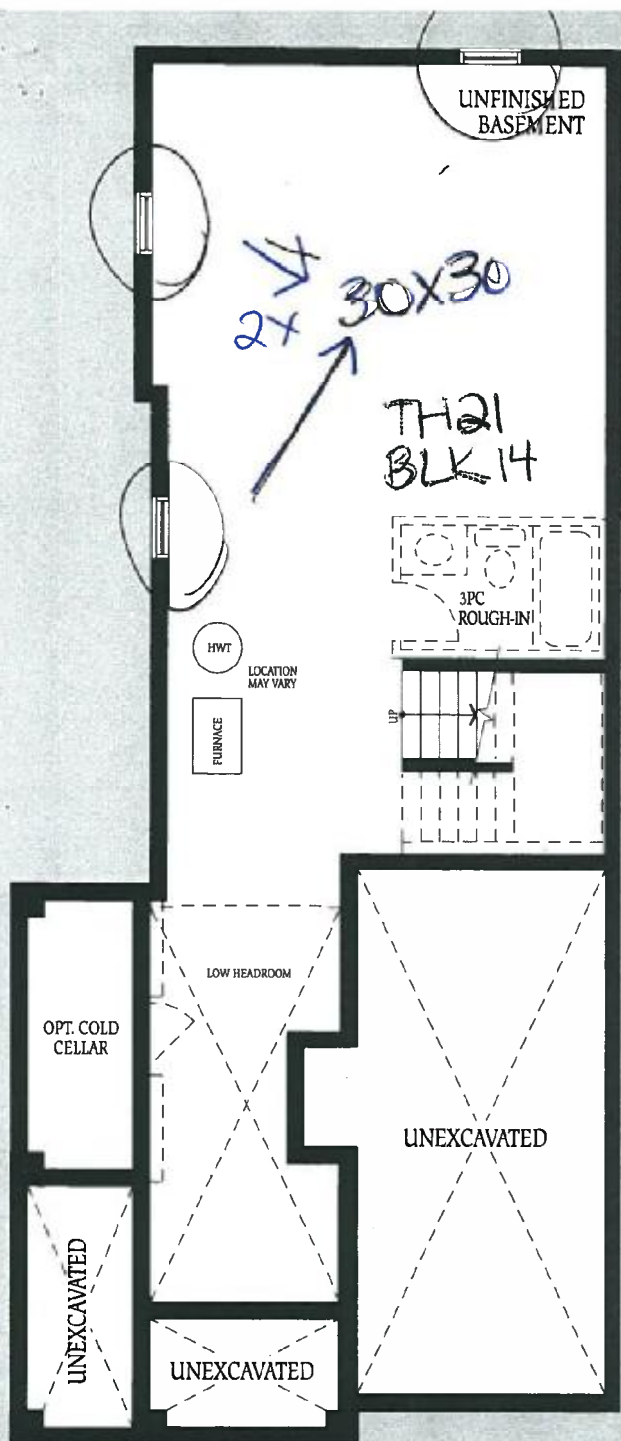 UNFINISHED
BASEMENT
30X30
2x
TH21
BLK 14
3PC
ROUGH-IN
HWT
LOCATION
MAY VARY
FURNACE
UP
LOW HEADROOM
OPT. COLD
CELLAR
UNEXCAVATED
UNEXCAVATED
UNEXCAVATED